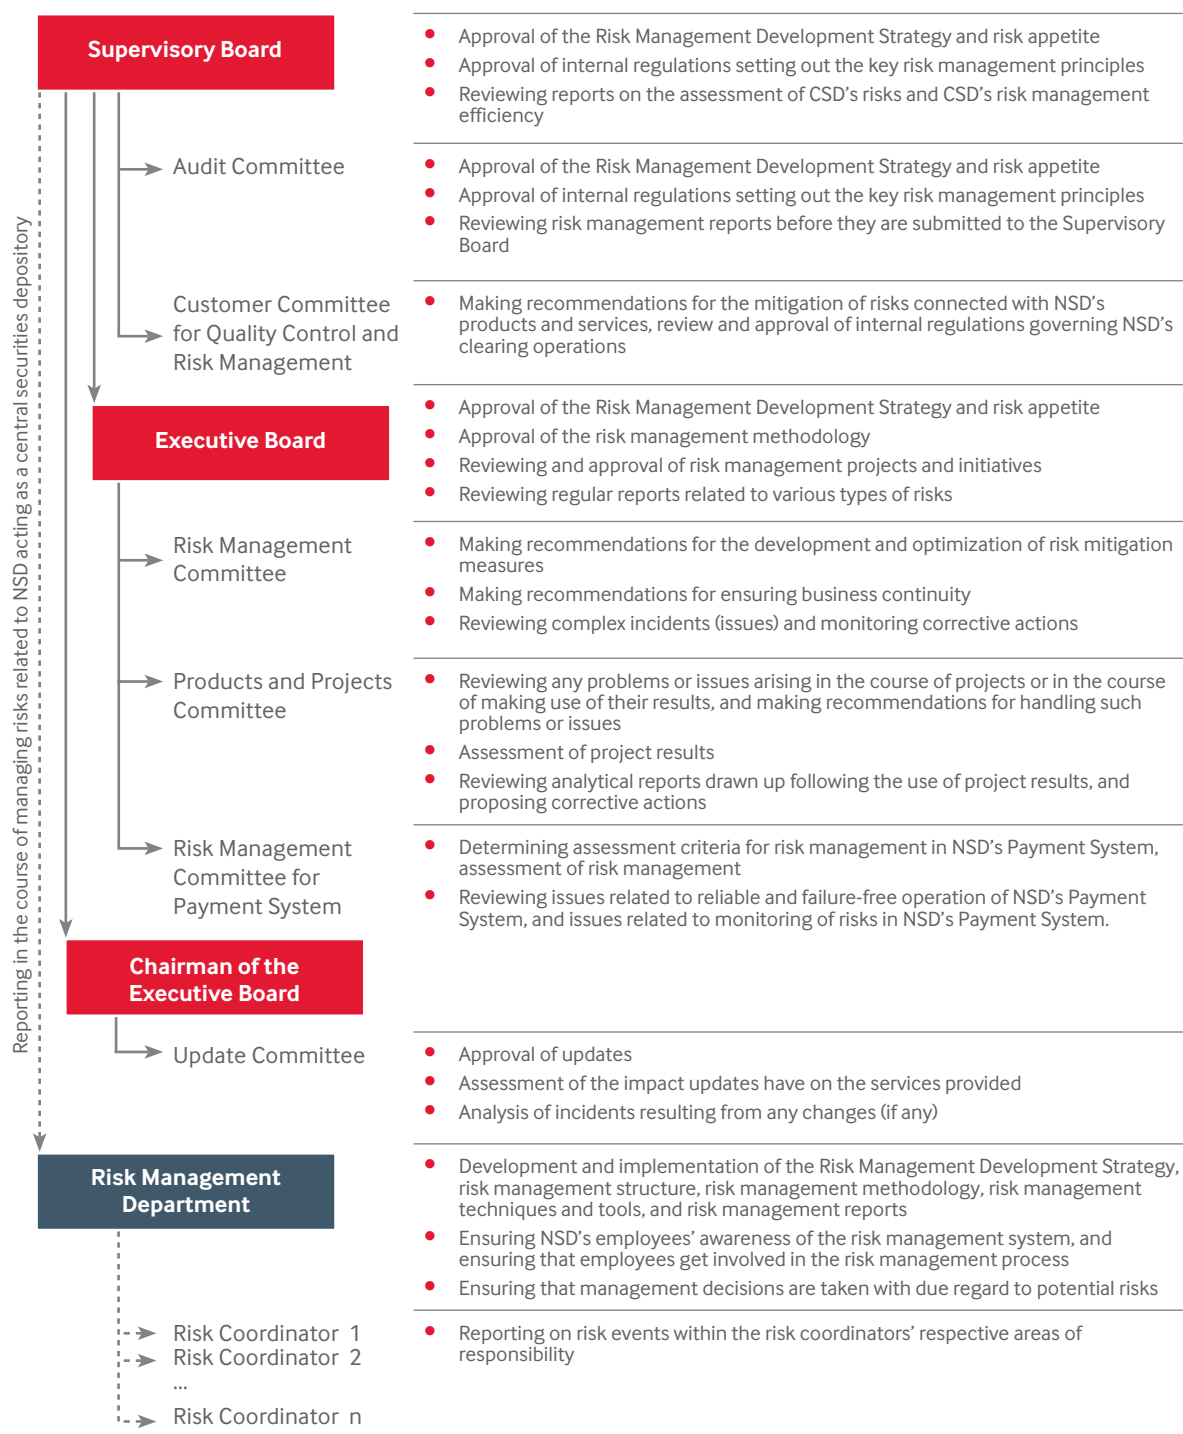 Supervisory Board
• Approval of the Risk Management Development Strategy and risk appetite
• Approval of internal regulations setting out the key risk management principles
• Reviewing reports on the assessment of CSD's risks and CSD's risk management
efficiency
Audit Committee
• Approval of the Risk Management Development Strategy and risk appetite
• Approval of internal regulations setting out the key risk management principles
• Reviewing risk management reports before they are submitted to the Supervisory
Board
Customer Committee
for Quality Control and
Risk Management
• Making recommendations for the mitigation of risks connected with NSD's
products and services, review and approval of internal regulations governing NSD's
clearing operations
Executive Board
• Approval of the Risk Management Development Strategy and risk appetite
• Approval of the risk management methodology
• Reviewing and approval of risk management projects and initiatives
• Reviewing regular reports related to various types of risks
Risk Management
Committee
• Making recommendations for the development and optimization of risk mitigation
measures
• Making recommendations for ensuring business continuity
• Reviewing complex incidents (issues) and monitoring corrective actions
Products and Projects
Committee
• Reviewing any problems or issues arising in the course of projects or in the course
of making use of their results, and making recommendations for handling such
problems or issues
• Assessment of project results
• Reviewing analytical reports drawn up following the use of project results, and
proposing corrective actions
Risk Management
Committee for
Payment System
• Determining assessment criteria for risk management in NSD's Payment System,
assessment of risk management
• Reviewing issues related to reliable and failure-free operation of NSD's Payment
System, and issues related to monitoring of risks in NSD's Payment System.
Chairman of the
Executive Board
Update Committee
• Approval of updates
• Assessment of the impact updates have on the services provided
• Analysis of incidents resulting from any changes (if any)
Reporting in the course of managing risks related to NSD acting as a central securities depository
Risk Management
Department
• Development and implementation of the Risk Management Development Strategy,
risk management structure, risk management methodology, risk management
techniques and tools, and risk management reports
• Ensuring NSD's employees' awareness of the risk management system, and
ensuring that employees get involved in the risk management process
• Ensuring that management decisions are taken with due regard to potential risks
Risk Coordinator 1
Risk Coordinator 2
...
Risk Coordinator n
• Reporting on risk events within the risk coordinators' respective areas of
responsibility